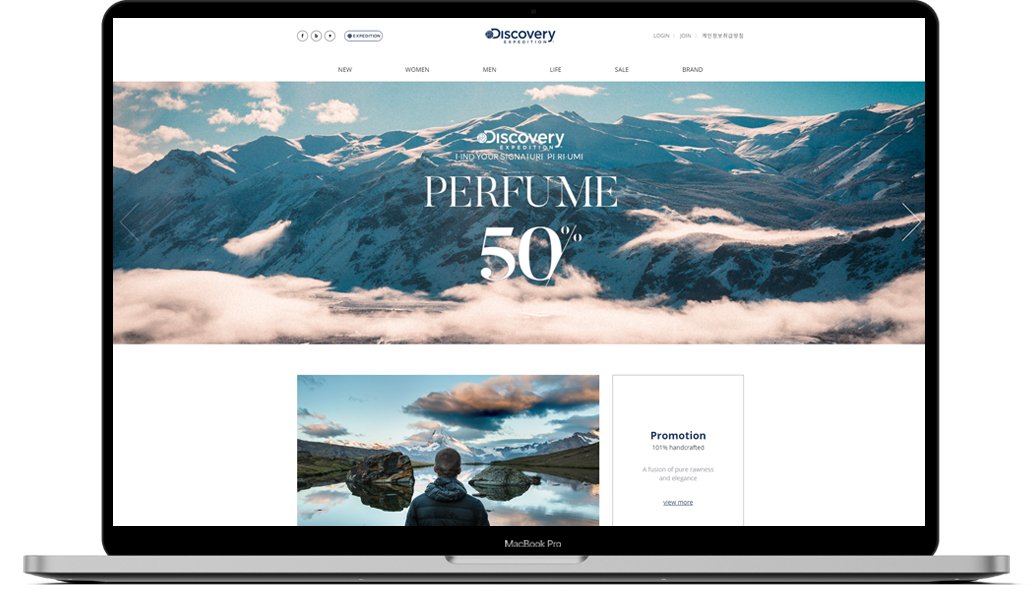 f
EXPEDITION
Discovery
EXPEDITION
LOGIN | JOIN | 개인정보취급방침
NEW WOMEN MEN LIFE SALE BRAND
Discovery
EXPEDITION
FIND YOUR SIGNATURE PERFUME
PERFUME
50%
Promotion
101% handcrafted
A fusion of pure rawness
and elegance
view more
MacBook Pro